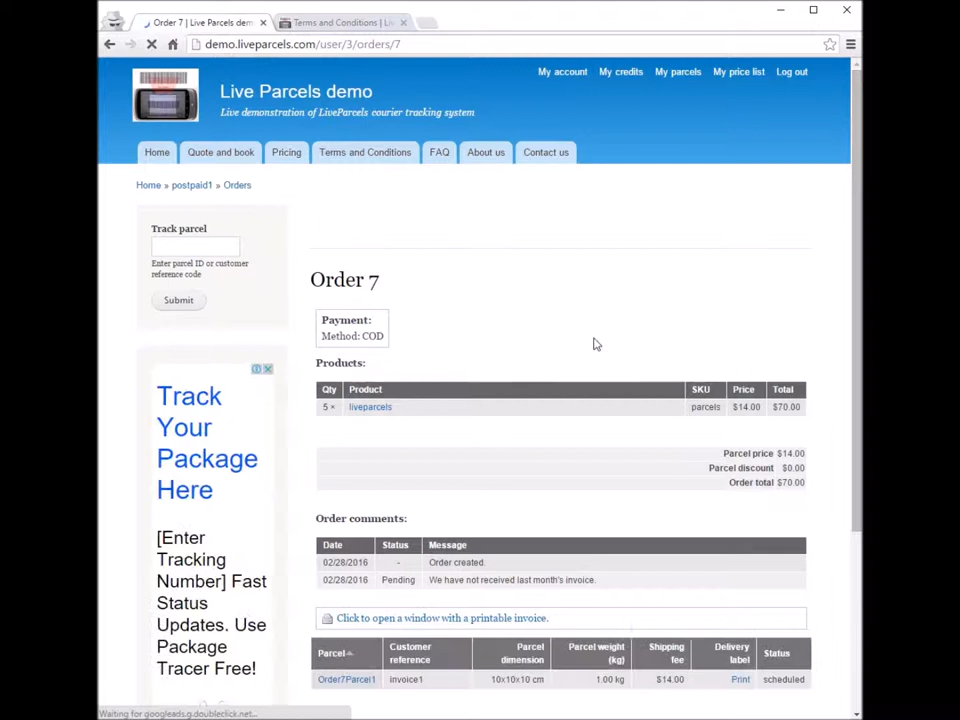 Order 7 | Live Parcels dem
Terms and Conditions | Liv
demo.liveparcels.com/user/3/orders/7
My account My credits My parcels My price list Log out
Live Parcels demo
Live demonstration of LiveParcels courier tracking system
Home Quote and book Pricing Terms and Conditions FAQ About us Contact us
Home » postpaid1 » Orders
Track parcel
Enter parcel ID or customer
reference code
Submit
Track
Your
Package
Here
[Enter
Tracking
Number] Fast
Status
Updates. Use
Package
Tracer Free!
Order 7
Payment:
Method: COD
Products:
Qty Product SKU Price Total
5 × liveparcels parcels $14.00 $70.00
Parcel price $14.00
Parcel discount $0.00
Order total $70.00
Order comments:
Date Status Message
02/28/2016 - Order created.
02/28/2016 Pending We have not received last month's invoice.
Click to open a window with a printable invoice.
Parcel Customer reference Parcel dimension Parcel weight (kg) Shipping fee Delivery label Status
Order7Parcel1 invoice1 10x10x10 cm 1.00 kg $14.00 Print scheduled
Waiting for googleads.g.doubleclick.net...